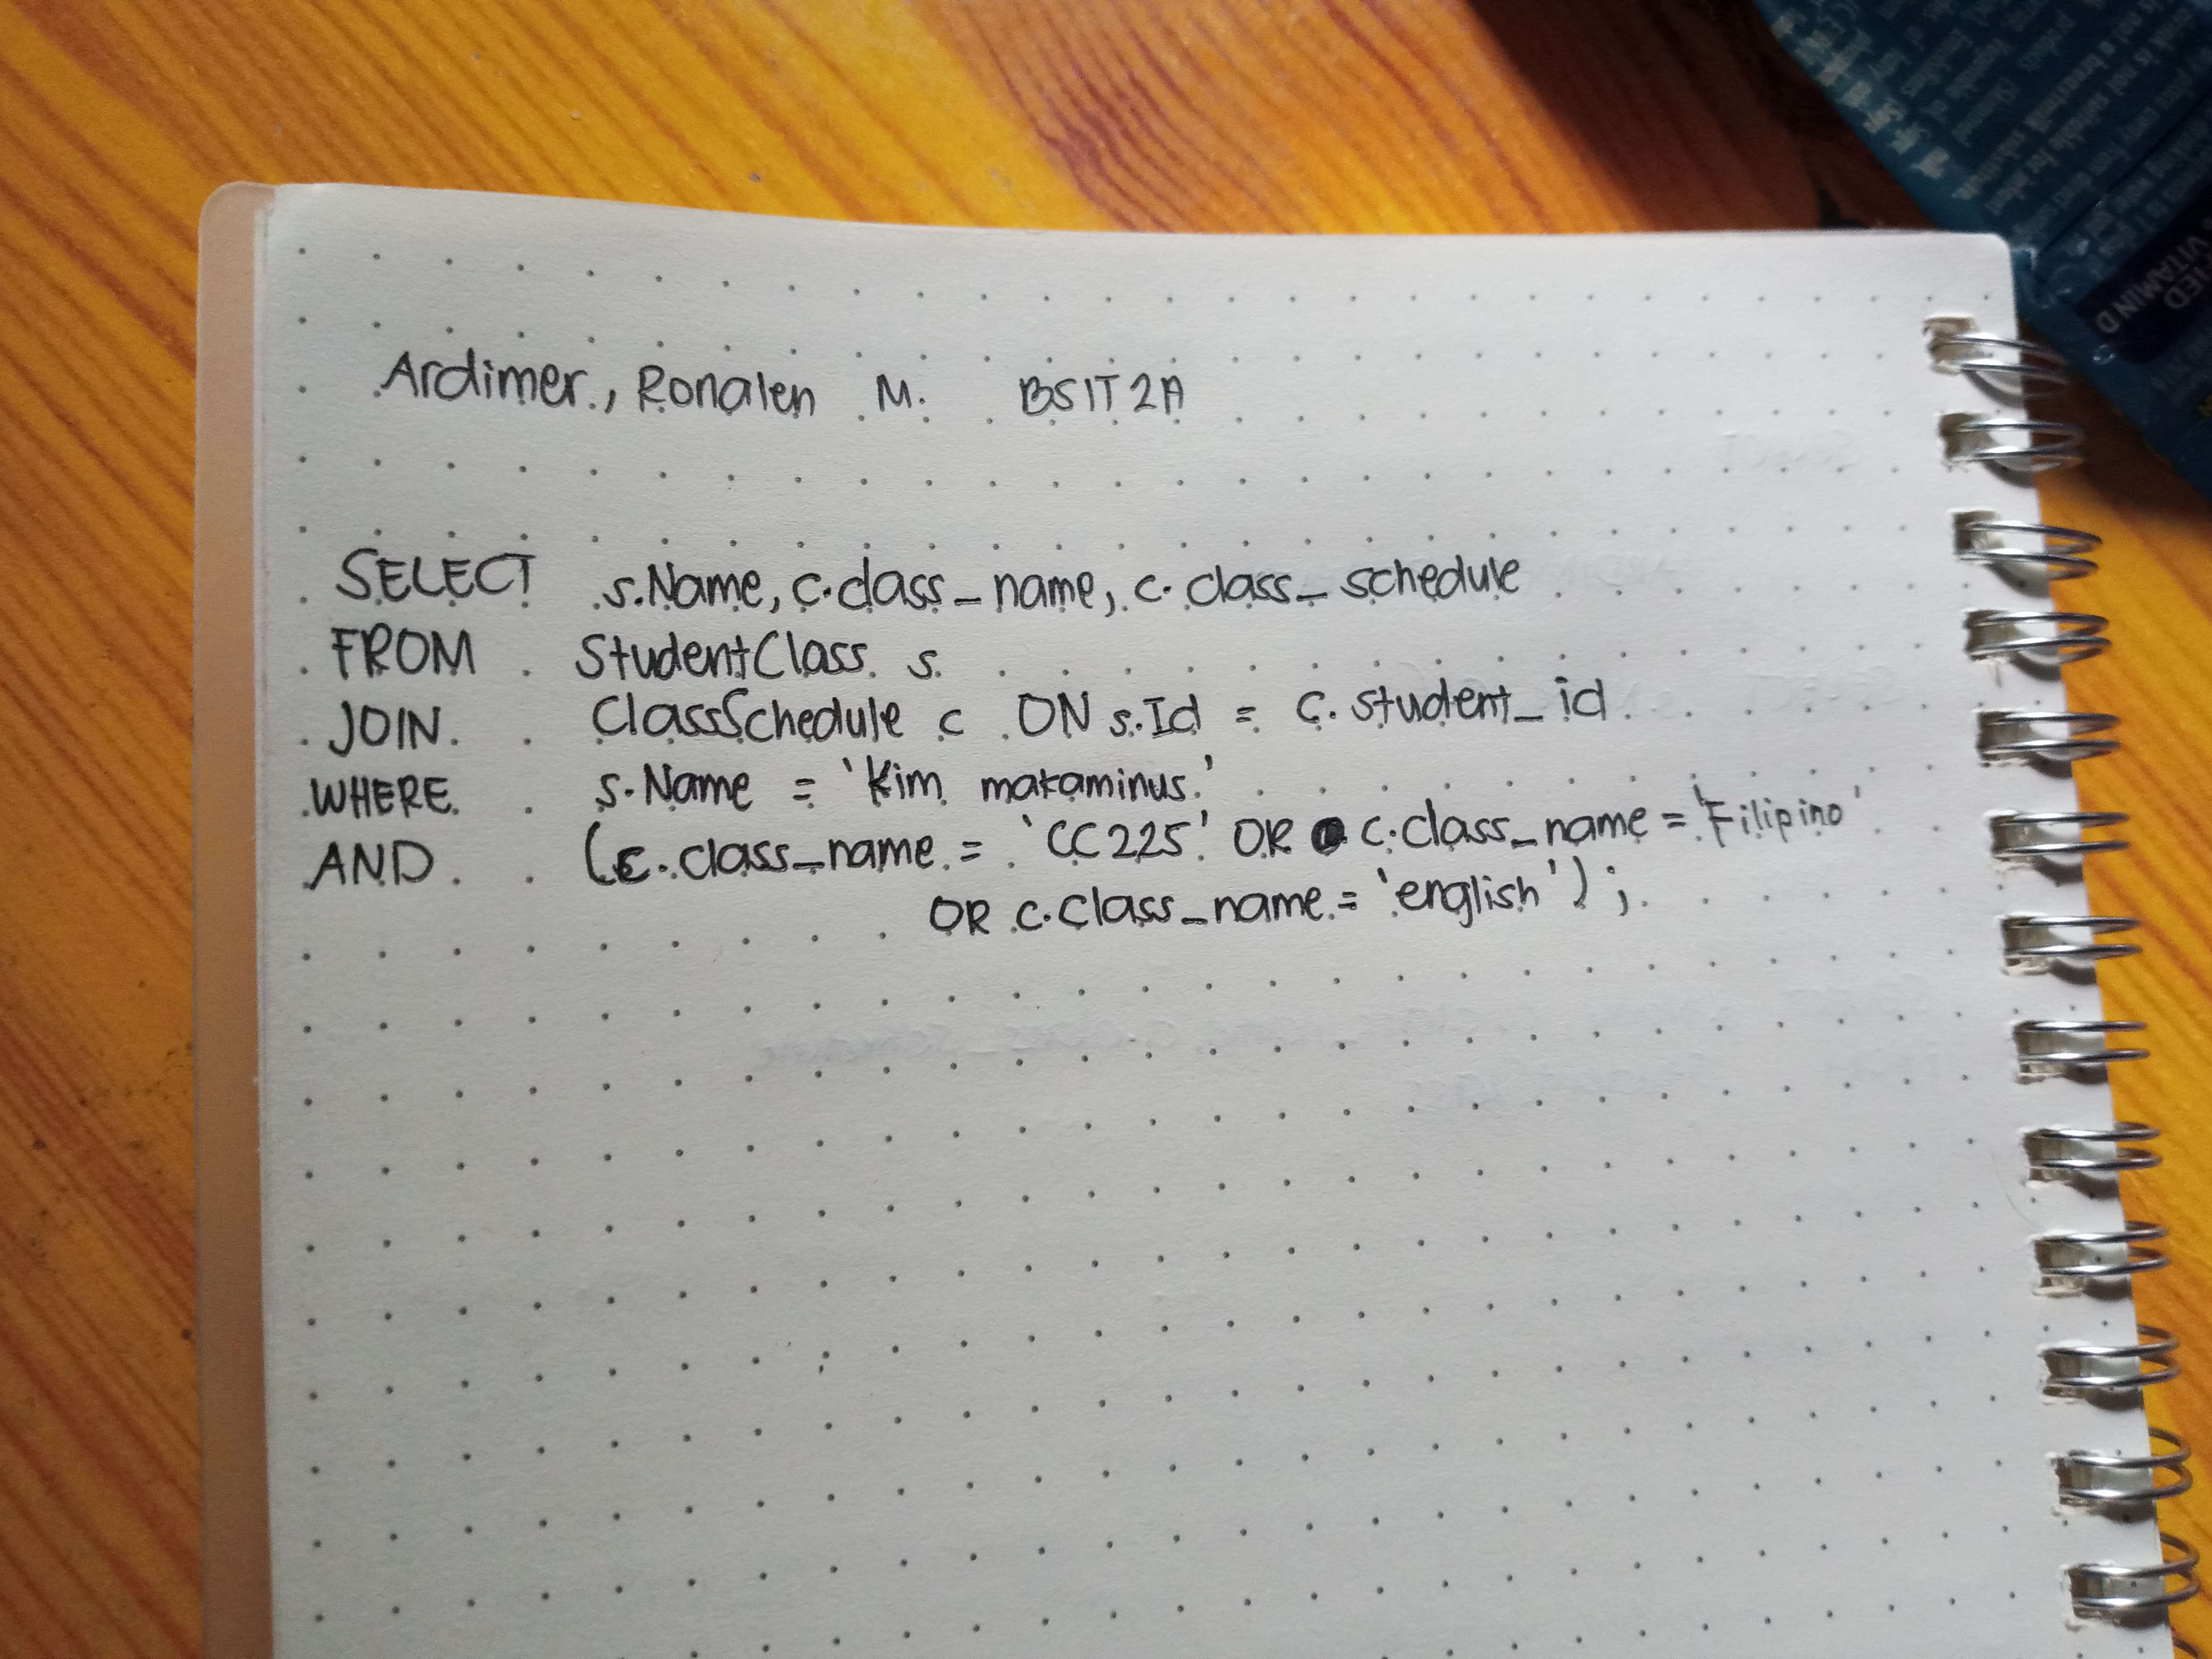 Ardimer, Ronalen M. BSIT 2A
SELECT s.Name, c.class_name, c.class_schedule
FROM StudentClass s
JOIN ClassSchedule c ON s.Id = c.student_id
WHERE s.Name = 'Kim makaminus'
AND (c.class_name = 'CC225' OR c.class_name = 'Filipino'
OR c.class_name = 'english');
VITAMIN D